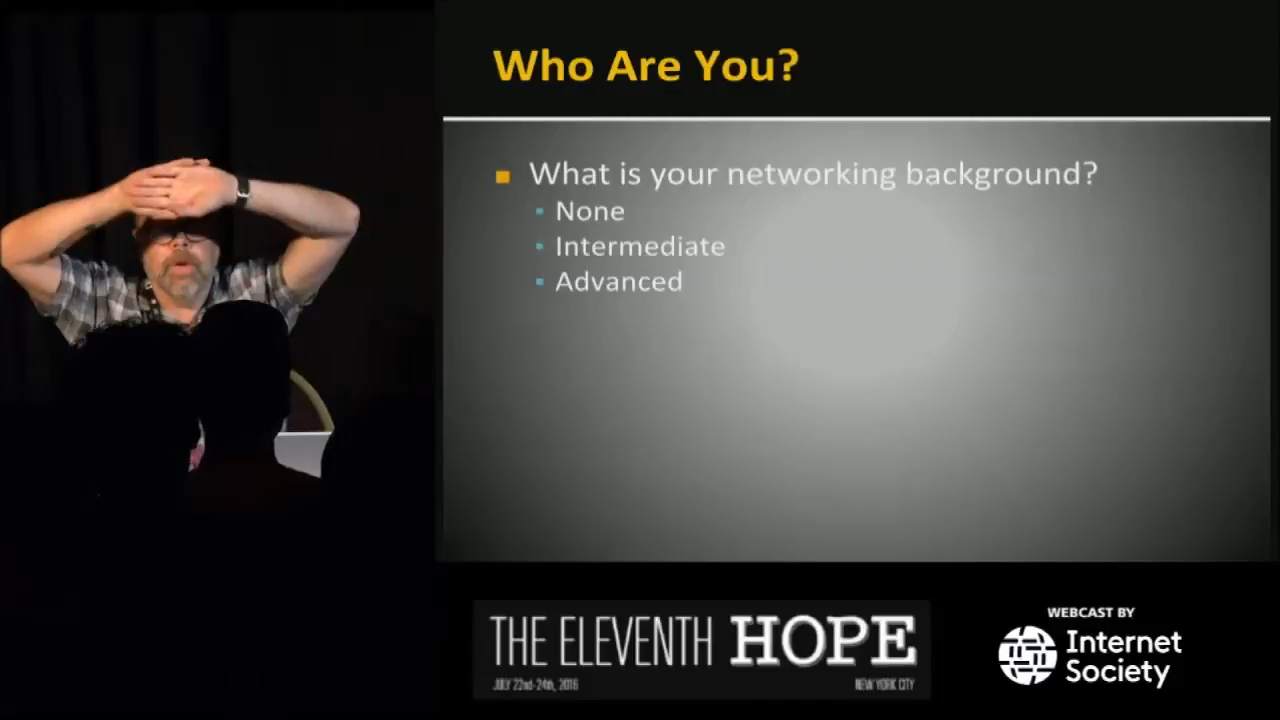 Who Are You?
What is your networking background?
None
Intermediate
Advanced
THE ELEVENTH HOPE
JULY 22nd-24th, 2016
NEW YORK CITY
WEBCAST BY
Internet
Society